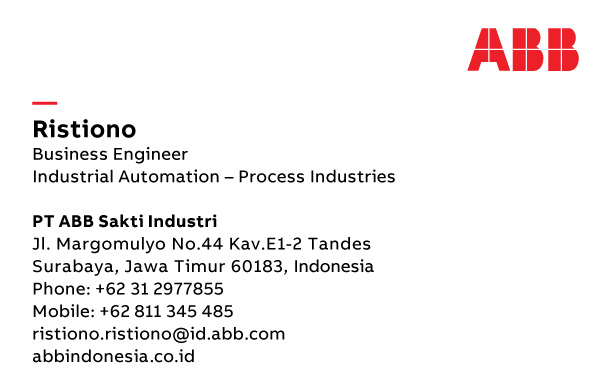 ABB
Ristiono
Business Engineer
Industrial Automation – Process Industries
PT ABB Sakti Industri
Jl. Margomulyo No.44 Kav.E1-2 Tandes
Surabaya, Jawa Timur 60183, Indonesia
Phone: +62 31 2977855
Mobile: +62 811 345 485
ristiono.ristiono@id.abb.com
abbindonesia.co.id